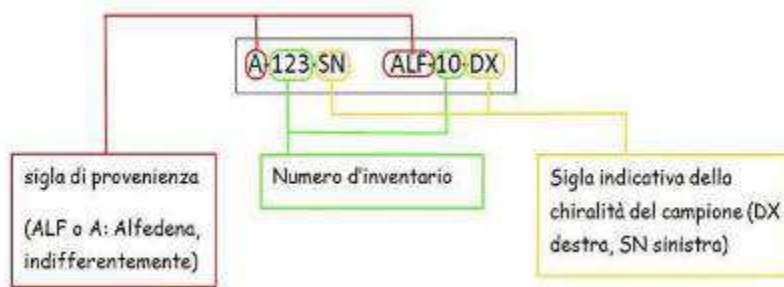 A-123-SN ALF-10-DX
sigla di provenienza
(ALF o A: Alfedena,
indifferentemente)
Numero d'inventario
Sigla indicativa della
chiralità del campione (DX
destra, SN sinistra)